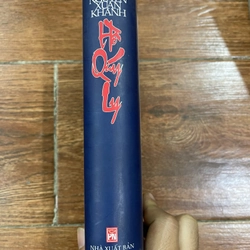 NGUYỄN
XUÂN
KHÁNH
Hồ
Quý
Ly
NHÀ XUẤT BẢN